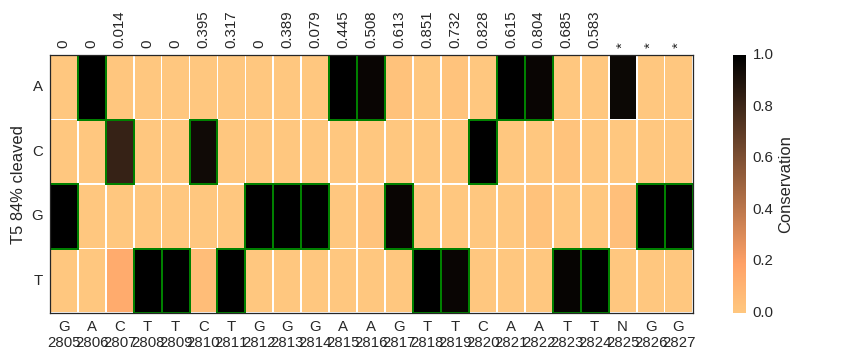 0 0 0.014 0 0 0.395 0.317 0 0.389 0.079 0.445 0.508 0.613 0.851 0.732 0.828 0.615 0.804 0.685 0.583 * * *
T5 84% cleaved
A
C
G
T
G A C T T C T G G G A A G T T C A A T T N G G
2805 2806 2807 2808 2809 2810 2811 2812 2813 2814 2815 2816 2817 2818 2819 2820 2821 2822 2823 2824 2825 2826 2827
1.0
0.8
0.6
0.4
0.2
0.0
Conservation